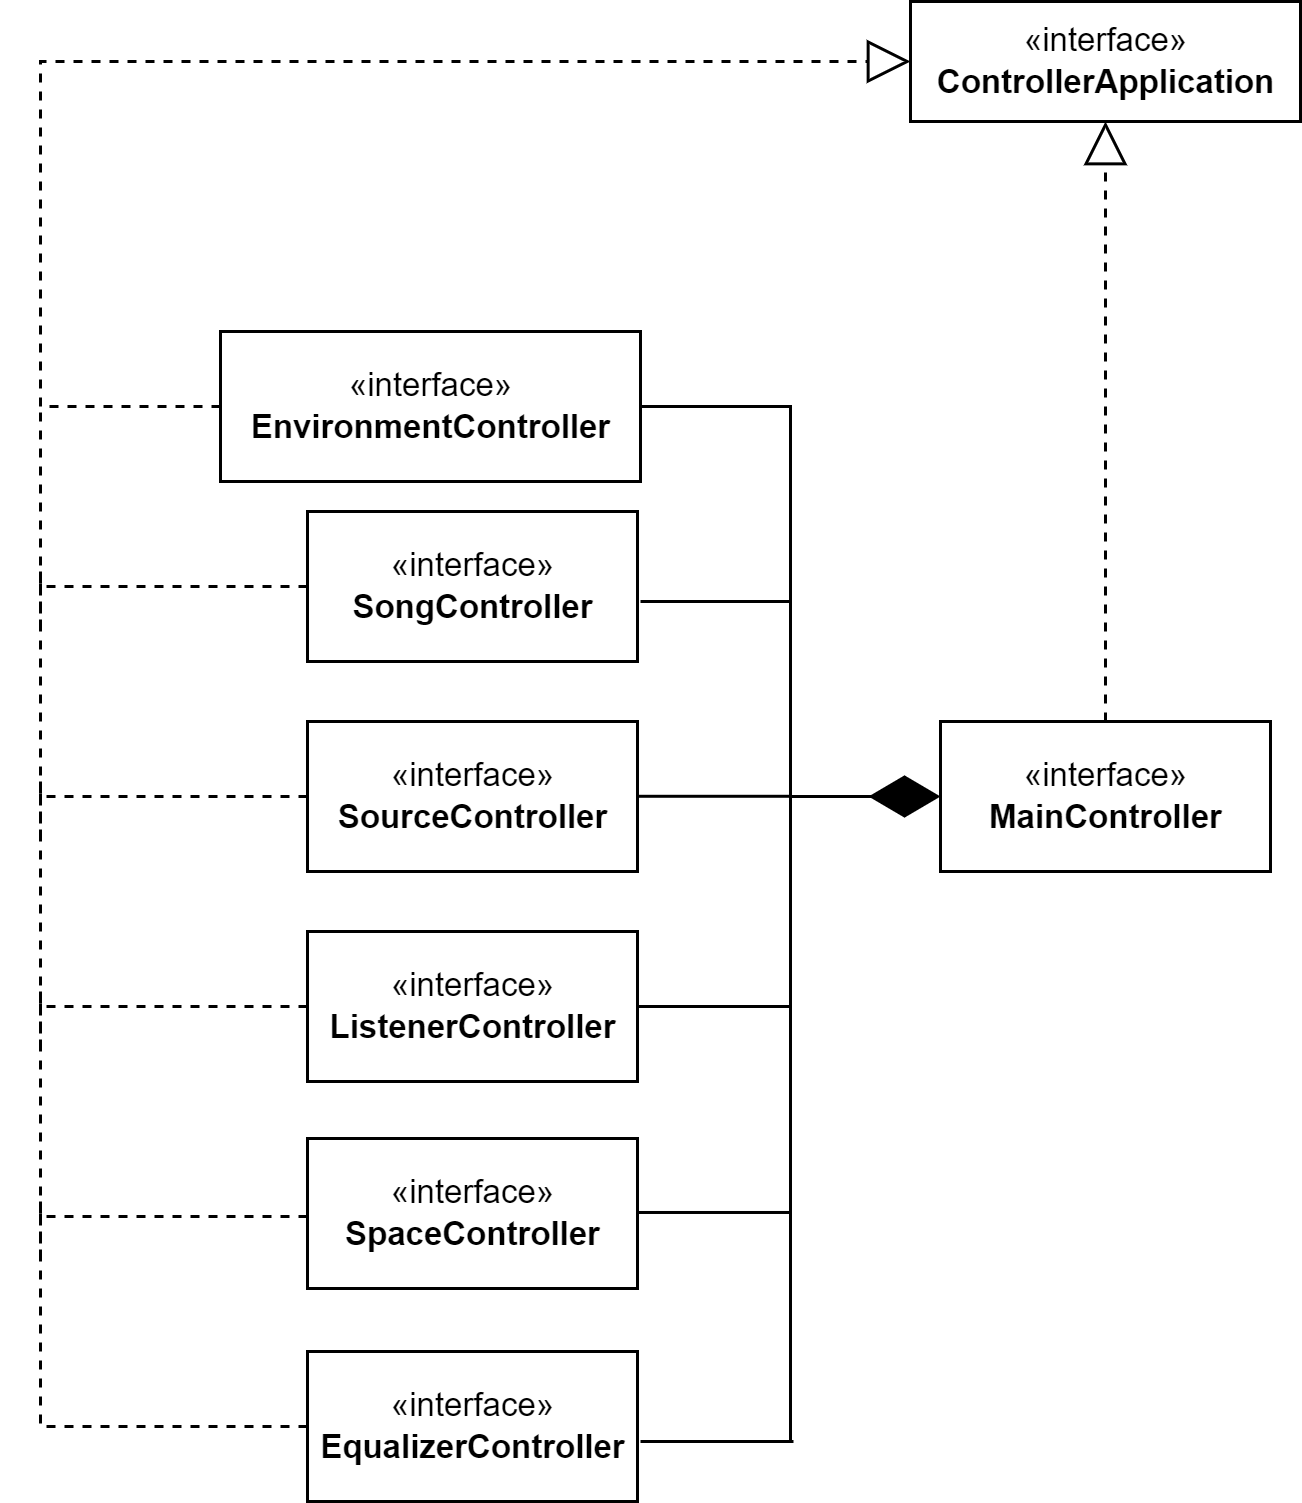 «interface»
ControllerApplication
«interface»
EnvironmentController
«interface»
SongController
«interface»
SourceController
«interface»
MainController
«interface»
ListenerController
«interface»
SpaceController
«interface»
EqualizerController